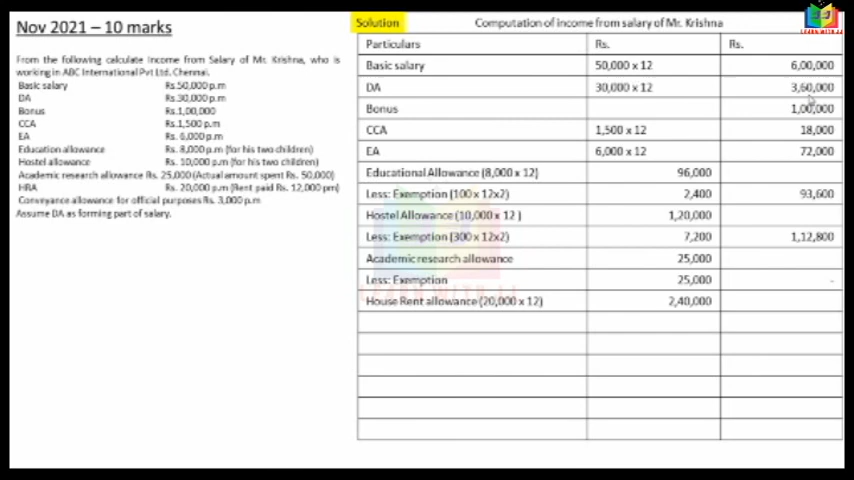 Nov 2021 – 10 marks
From the following calculate Income from Salary of Mr. Krishna, who is
working in ABC International Pvt Ltd, Chennai.
Basic salary Rs.50,000 p.m
DA Rs.30,000 p.m
Bonus Rs.1,00,000
CCA Rs.1,500 p.m
EA Rs. 6,000 p.m
Education allowance Rs. 8,000 p.m (for his two children)
Hostel allowance Rs. 10,000 p.m (for his two children)
Academic research allowance Rs. 25,000 (Actual amount spent Rs. 50,000)
HRA Rs. 20,000 p.m (Rent paid Rs. 12,000 pm)
Conveyance allowance for official purposes Rs. 3,000 p.m
Assume DA as forming part of salary.
Solution Computation of income from salary of Mr. Krishna
Particulars Rs. Rs.
Basic salary 50,000 x 12 6,00,000
DA 30,000 x 12 3,60,000
Bonus 1,00,000
CCA 1,500 x 12 18,000
EA 6,000 x 12 72,000
Educational Allowance (8,000 x 12) 96,000
Less: Exemption (100 x 12x2) 2,400 93,600
Hostel Allowance (10,000 x 12 ) 1,20,000
Less: Exemption (300 x 12x2) 7,200 1,12,800
Academic research allowance 25,000
Less: Exemption 25,000 -
House Rent allowance (20,000 x 12) 2,40,000